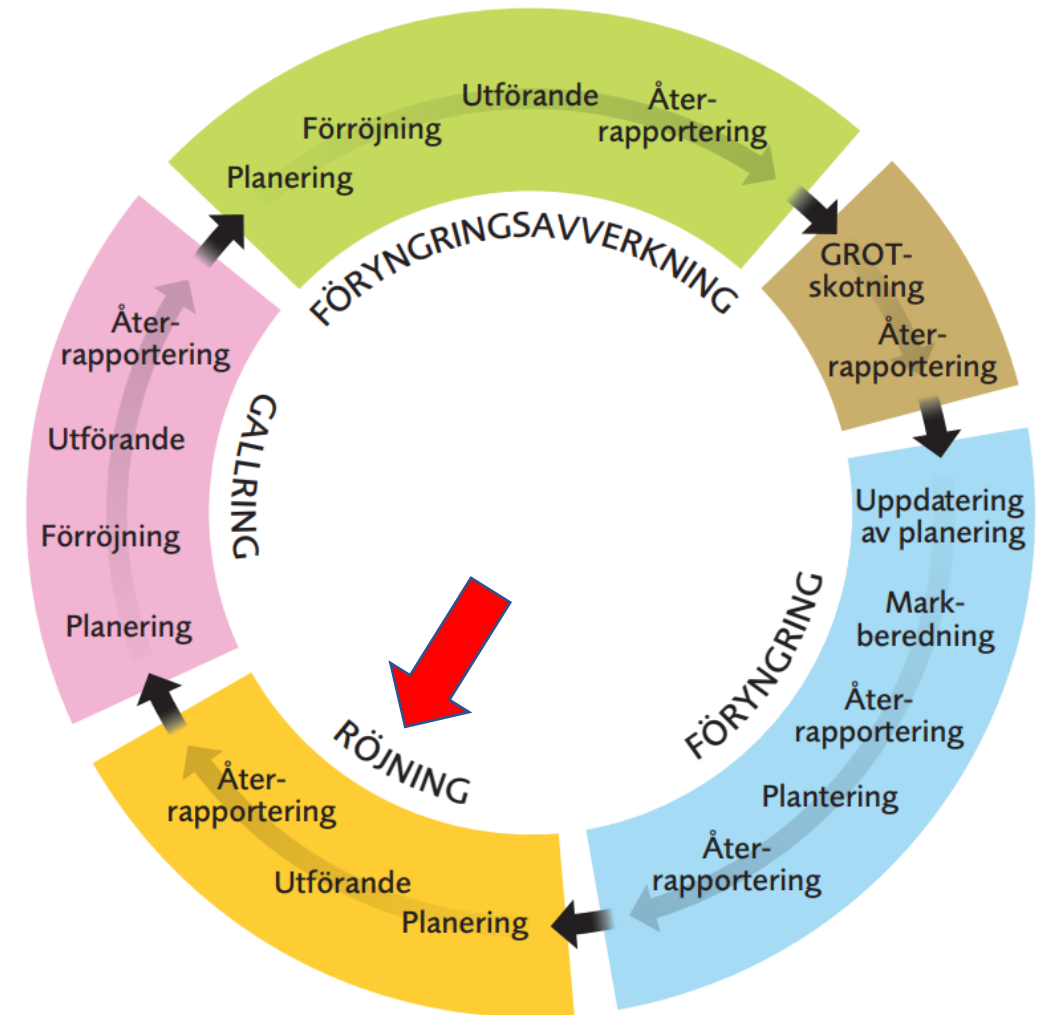 Planering
Förröjning
Utförande
Åter-
rapportering
FÖRYNGRINGSAVVERKNING
GROT-
skotning
Åter-
rapportering
Uppdatering
av planering
Mark-
beredning
Åter-
rapportering
Plantering
Åter-
rapportering
FÖRYNGRING
Planering
Utförande
Åter-
rapportering
RÖJNING
Planering
Förröjning
Utförande
Åter-
rapportering
GALLRING